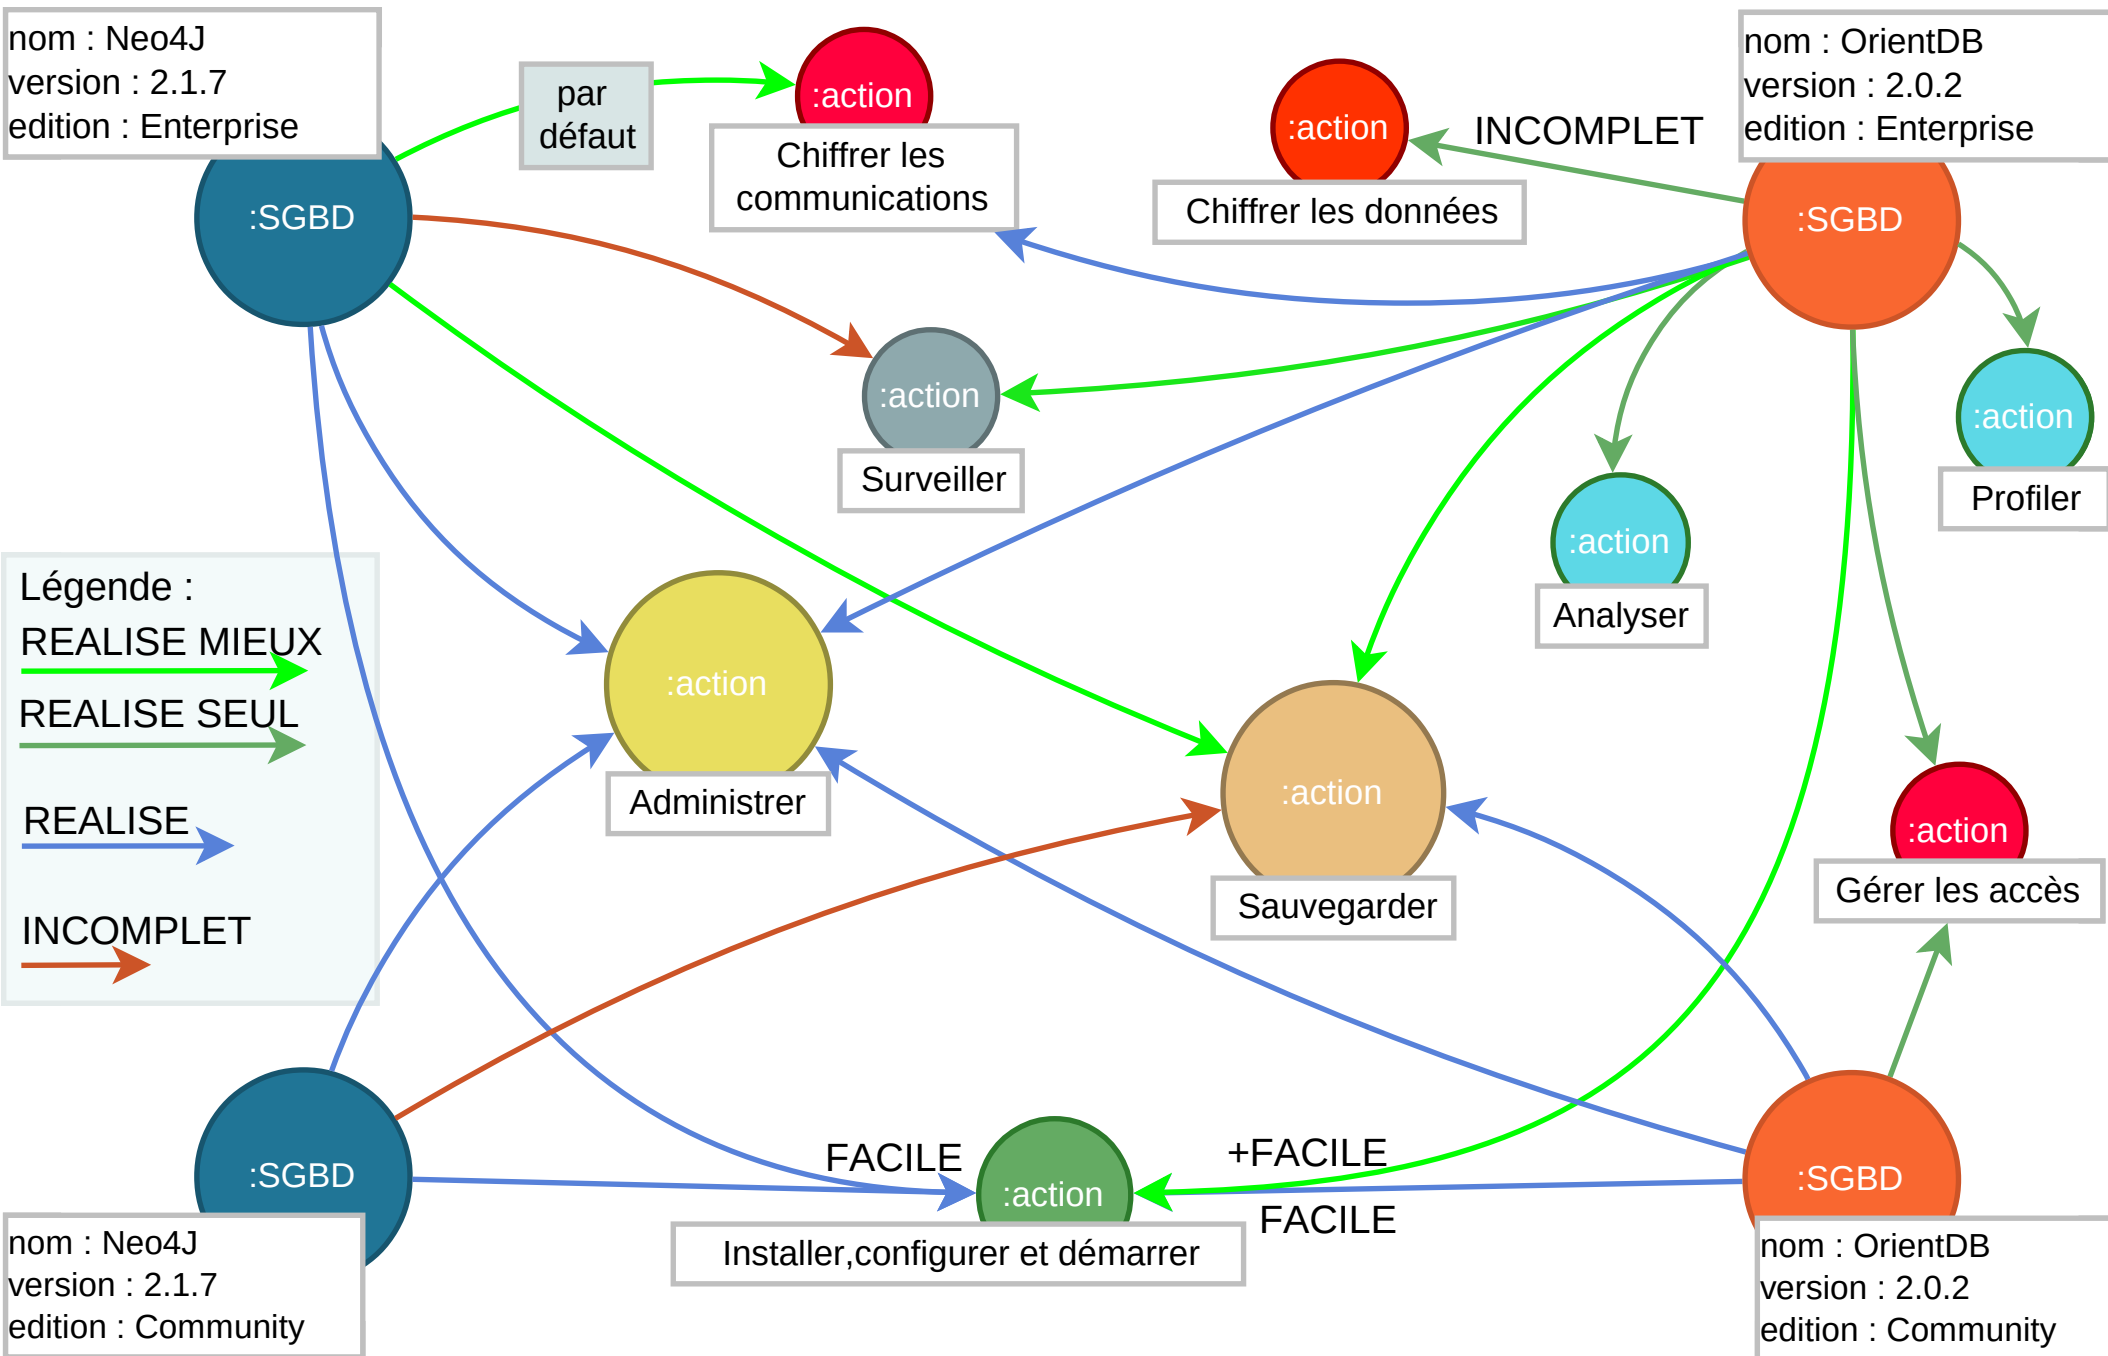 nom : Neo4J
version : 2.1.7
edition : Enterprise
:SGBD
par
défaut
:action
Chiffrer les
communications
:action
Chiffrer les données
INCOMPLET
nom : OrientDB
version : 2.0.2
edition : Enterprise
:SGBD
:action
Surveiller
:action
Profiler
:action
Analyser
Légende :
REALISE MIEUX
REALISE SEUL
REALISE
INCOMPLET
:action
Administrer
:action
Sauvegarder
:action
Gérer les accès
:SGBD
nom : Neo4J
version : 2.1.7
edition : Community
FACILE
:action
Installer,configurer et démarrer
+FACILE
FACILE
:SGBD
nom : OrientDB
version : 2.0.2
edition : Community